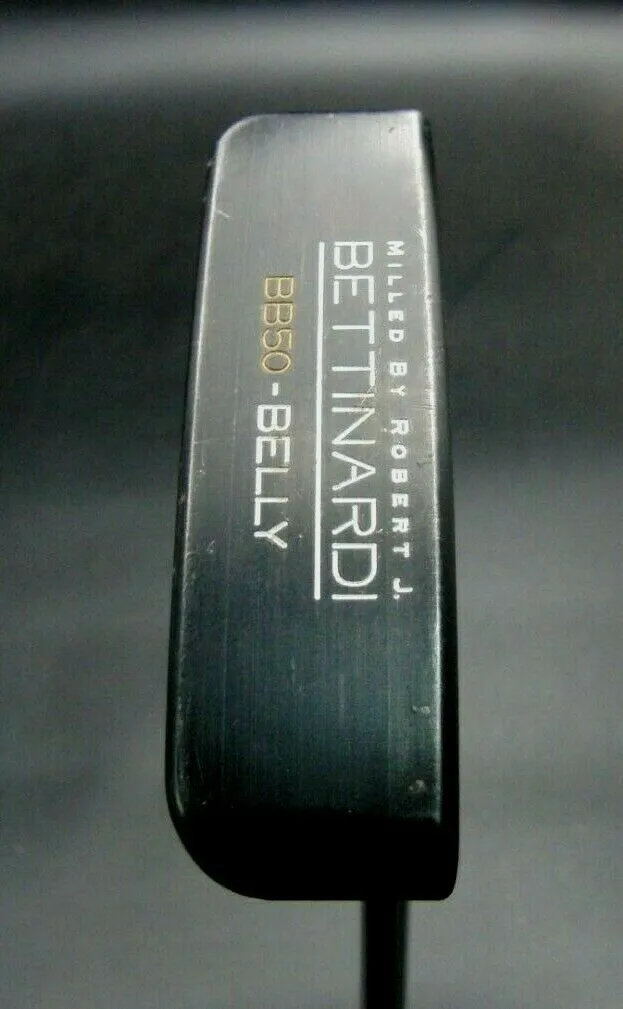 MILLED BY ROBERT J.
BETTINARDI
BB50-BELLY